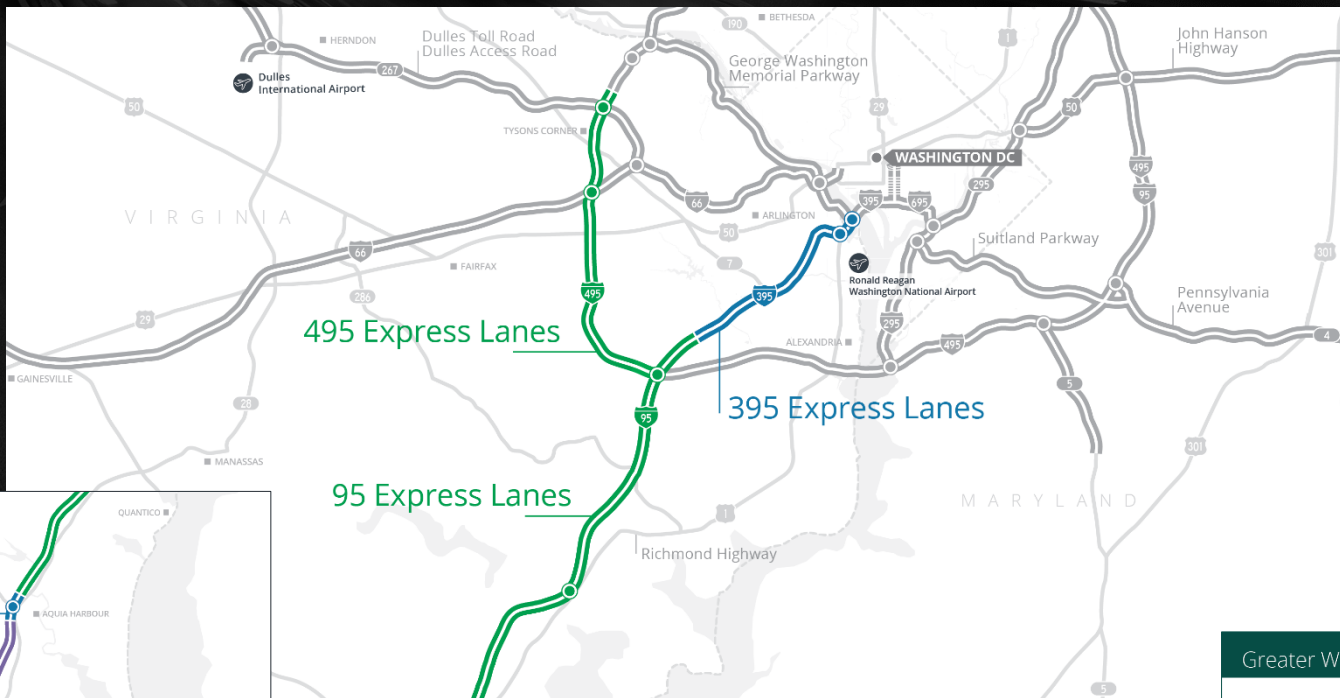 BETHESDA
190
1
HERNDON
Dulles Toll Road
Dulles Access Road
John Hanson
Highway
George Washington
Memorial Parkway
267
Dulles
International Airport
50
29
50
TYSONS CORNER
WASHINGTON DC
495
95
295
VIRGINIA
66
395
695
ARLINGTON
50
66
Suitland Parkway
301
FAIRFAX
7
Ronald Reagan
Washington National Airport
286
495
395
Pennsylvania
Avenue
29
295
495 Express Lanes
ALEXANDRIA
495
4
GAINESVILLE
5
28
395 Express Lanes
95
301
MANASSAS
95 Express Lanes
MARYLAND
QUANTICO
1
Richmond Highway
AQUIA HARBOUR
Greater W
5